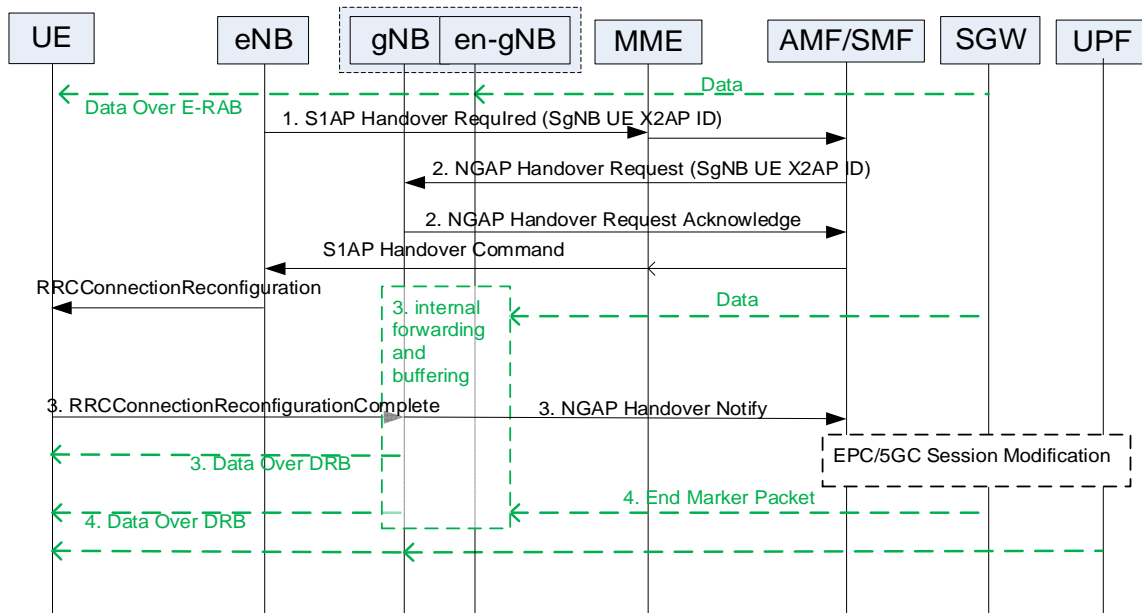 UE
eNB
gNB
en-gNB
MME
AMF/SMF
SGW
UPF
Data
Data Over E-RAB
1. S1AP Handover RequIred (SgNB UE X2AP ID)
2. NGAP Handover Request (SgNB UE X2AP ID)
2. NGAP Handover Request Acknowledge
S1AP Handover Command
RRCConnectionReconfiguration
3. internal
forwarding
and
buffering
Data
3. RRCConnectionReconfigurationComplete
3. NGAP Handover Notify
3. Data Over DRB
EPC/5GC Session Modification
4. End Marker Packet
4. Data Over DRB